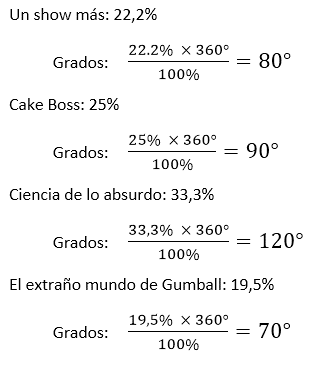 Un show más: 22,2%
Grados: 22.2% ×360° / 100% = 80°
Cake Boss: 25%
Grados: 25% ×360° / 100% = 90°
Ciencia de lo absurdo: 33,3%
Grados: 33,3% ×360° / 100% = 120°
El extraño mundo de Gumball: 19,5%
Grados: 19,5% ×360° / 100% = 70°